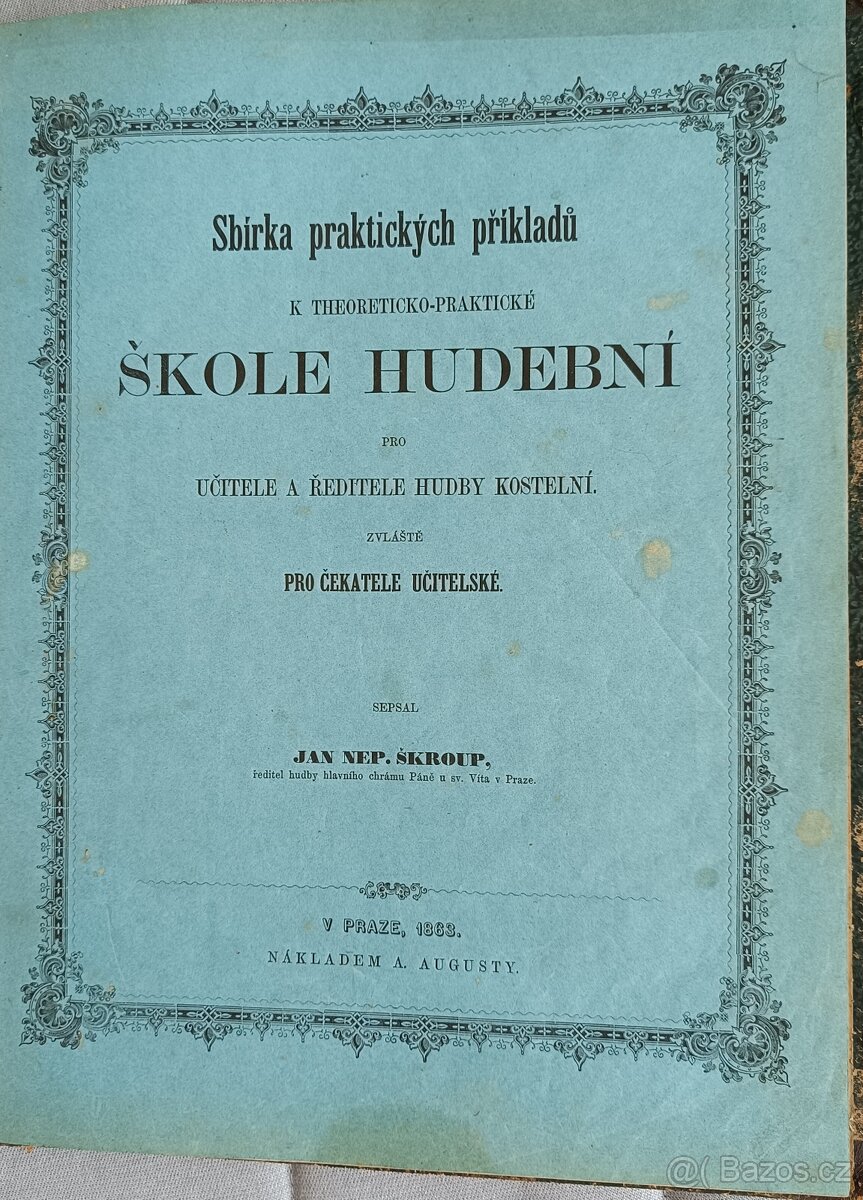 Sbírka praktických příkladů
K THEORETICKO-PRAKTICKÉ
ŠKOLE HUDEBNÍ
PRO
UČITELE A ŘEDITELE HUDBY KOSTELNÍ.
ZVLÁŠTĚ
PRO ČEKATELE UČITELSKÉ.
SEPSAL
JAN NEP. ŠKROUP,
ředitel hudby hlavního chrámu Páně u sv. Víta v Praze.
V PRAZE, 1863.
NÁKLADEM A. AUGUSTY.
@( Bazos.cz